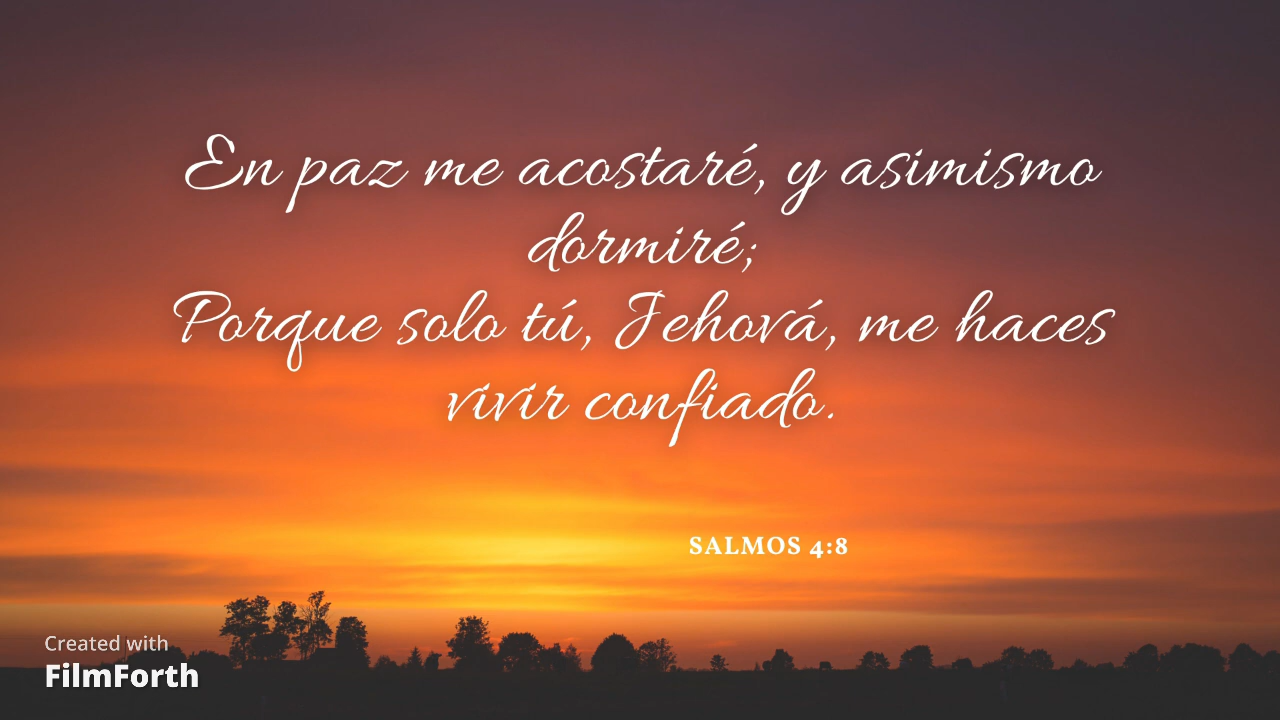 En paz me acostaré, y asimismo
dormiré;
Porque solo tú, Jehová, me haces
vivir confiado.
SALMOS 4:8
Created with
FilmForth